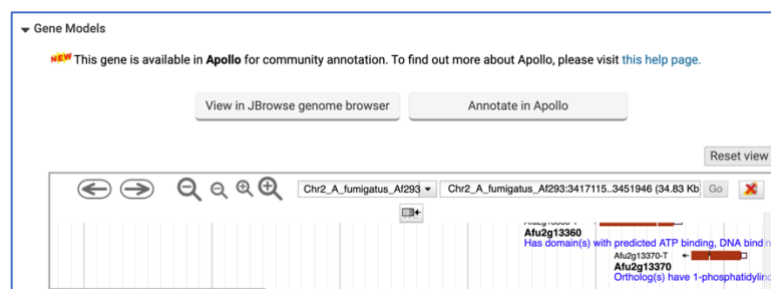 Gene Models
NEW This gene is available in Apollo for community annotation. To find out more about Apollo, please visit this help page.
View in JBrowse genome browser Annotate in Apollo
Reset view
Chr2_A_fumigatus_Af293 Chr2_A_fumigatus_Af293:3417115..3451946 (34.83 Kb Go
Afu2g13360
Has domain(s) with predicted ATP binding, DNA bind
Afu2g13370-T
Afu2g13370
Ortholog(s) have 1-phosphatidylino